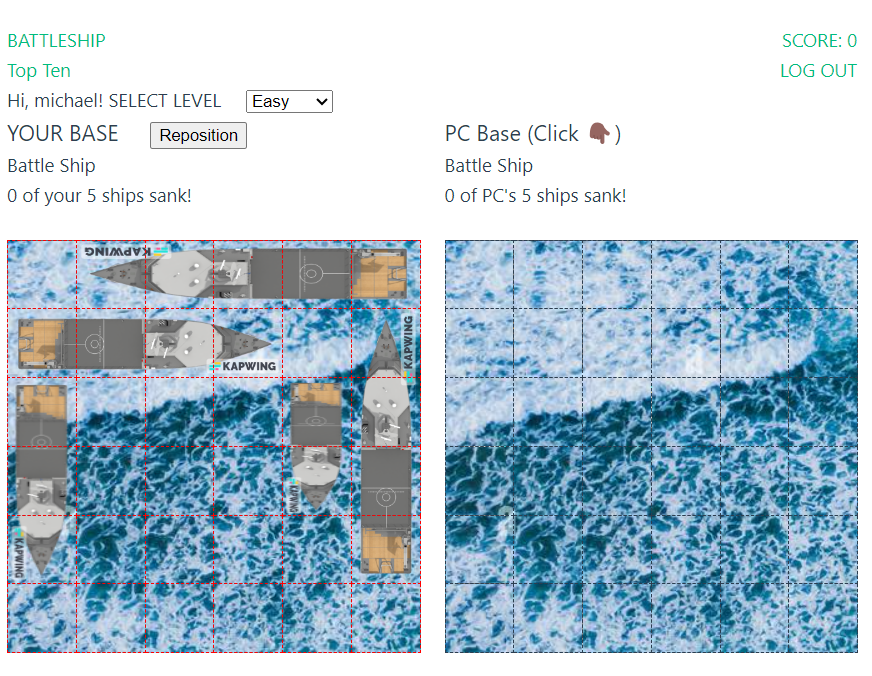 BATTLESHIP
SCORE: 0
Top Ten
LOG OUT
Hi, michael! SELECT LEVEL Easy
YOUR BASE Reposition
PC Base (Click 👇🏾)
Battle Ship
Battle Ship
0 of your 5 ships sank!
0 of PC's 5 ships sank!
KAPWING
KAPWING
KAPWING
KAPWING
KAPWING